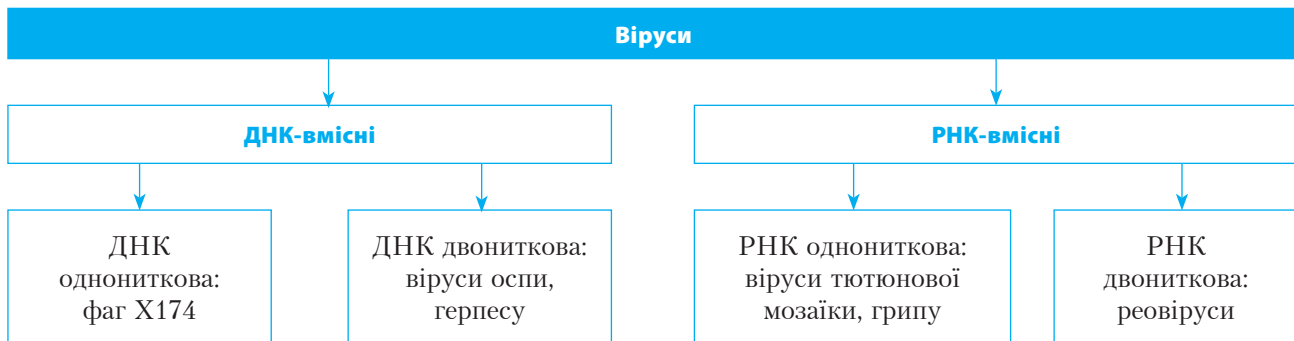 Віруси
ДНК-вмісні
РНК-вмісні
ДНК
однониткова:
фаг X174
ДНК двониткова:
віруси оспи,
герпесу
РНК однониткова:
віруси тютюнової
мозаїки, грипу
РНК
двониткова:
реовіруси